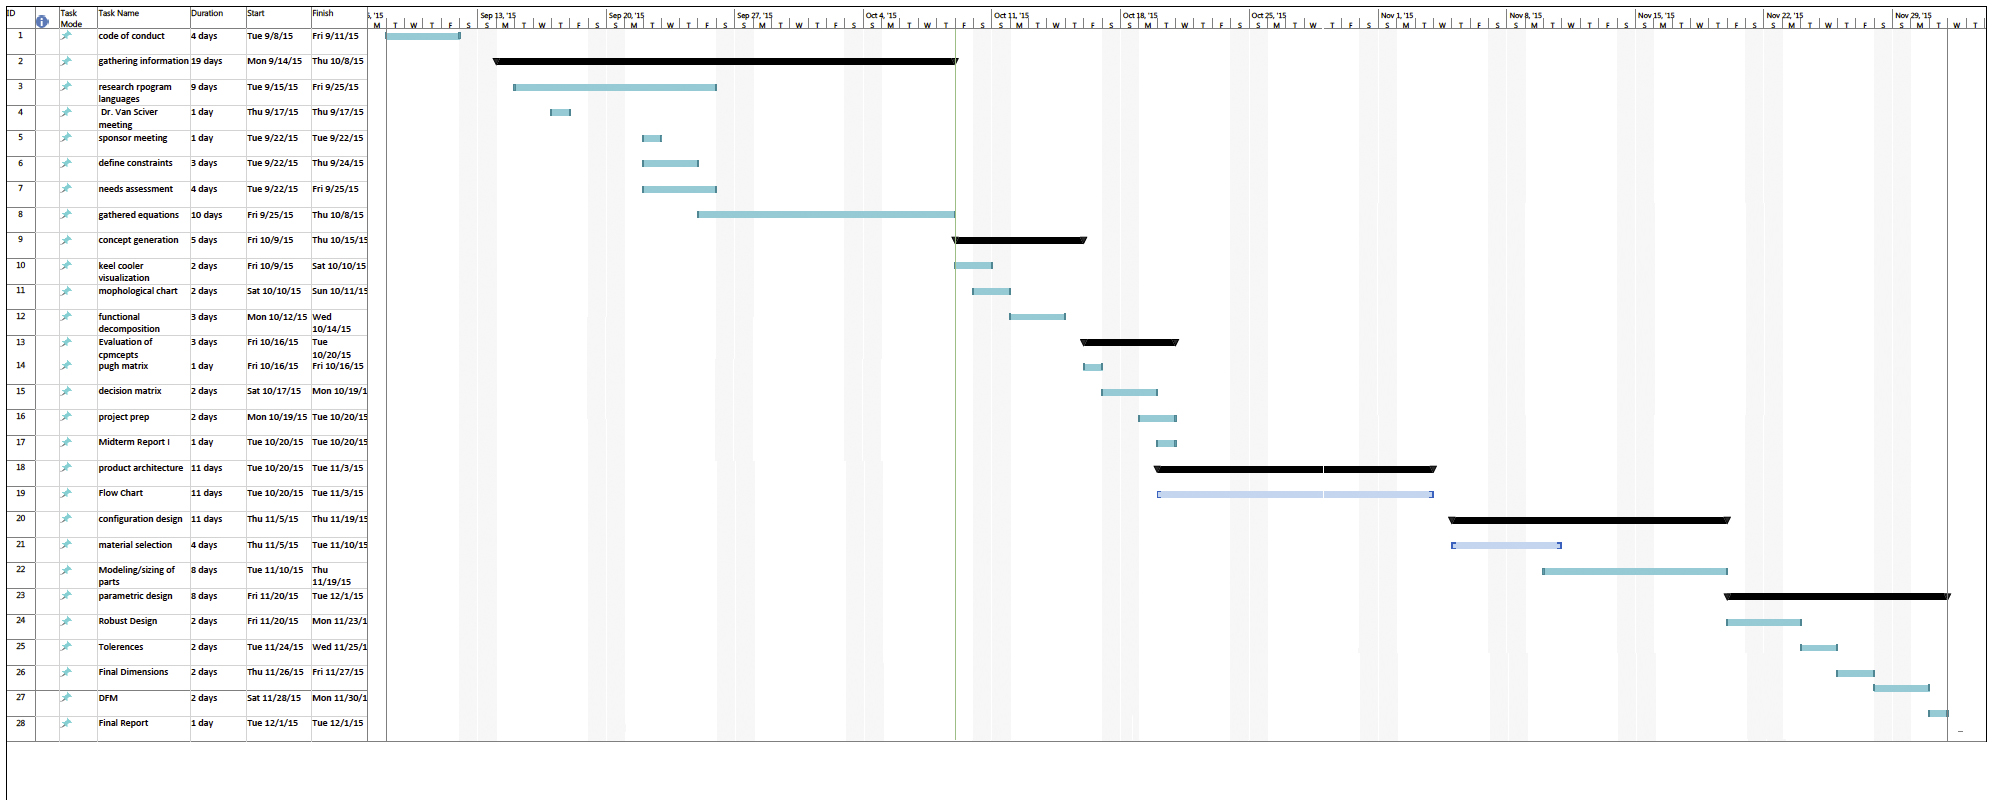 ID Task Mode Task Name Duration Start Finish '15 Sep 13, '15 Sep 20, '15 Sep 27, '15 Oct 4, '15 Oct 11, '15 Oct 18, '15 Oct 25, '15 Nov 1, '15 Nov 8, '15 Nov 15, '15 Nov 22, '15 Nov 29, '15
M T W T F S S M T W T F S S M T W T F S S M T W T F S S M T W T F S S M T W T F S S M T W T F S S M T W T F S S M T W T F S S M T W T F S S M T W T F S S M T W T F S S M T W T
1 code of conduct 4 days Tue 9/8/15 Fri 9/11/15
2 gathering information 19 days Mon 9/14/15 Thu 10/8/15
3 research rpogram languages 9 days Tue 9/15/15 Fri 9/25/15
4 Dr. Van Sciver meeting 1 day Thu 9/17/15 Thu 9/17/15
5 sponsor meeting 1 day Tue 9/22/15 Tue 9/22/15
6 define constraints 3 days Tue 9/22/15 Thu 9/24/15
7 needs assessment 4 days Tue 9/22/15 Fri 9/25/15
8 gathered equations 10 days Fri 9/25/15 Thu 10/8/15
9 concept generation 5 days Fri 10/9/15 Thu 10/15/15
10 keel cooler visualization 2 days Fri 10/9/15 Sat 10/10/15
11 mophological chart 2 days Sat 10/10/15 Sun 10/11/15
12 functional decomposition 3 days Mon 10/12/15 Wed 10/14/15
13 Evaluation of cpmcepts 3 days Fri 10/16/15 Tue 10/20/15
14 pugh matrix 1 day Fri 10/16/15 Fri 10/16/15
15 decision matrix 2 days Sat 10/17/15 Mon 10/19/1
16 project prep 2 days Mon 10/19/15 Tue 10/20/15
17 Midterm Report I 1 day Tue 10/20/15 Tue 10/20/15
18 product architecture 11 days Tue 10/20/15 Tue 11/3/15
19 Flow Chart 11 days Tue 10/20/15 Tue 11/3/15
20 configuration design 11 days Thu 11/5/15 Thu 11/19/15
21 material selection 4 days Thu 11/5/15 Tue 11/10/15
22 Modeling/sizing of parts 8 days Tue 11/10/15 Thu 11/19/15
23 parametric design 8 days Fri 11/20/15 Tue 12/1/15
24 Robust Design 2 days Fri 11/20/15 Mon 11/23/1
25 Tolerences 2 days Tue 11/24/15 Wed 11/25/1
26 Final Dimensions 2 days Thu 11/26/15 Fri 11/27/15
27 DFM 2 days Sat 11/28/15 Mon 11/30/1
28 Final Report 1 day Tue 12/1/15 Tue 12/1/15